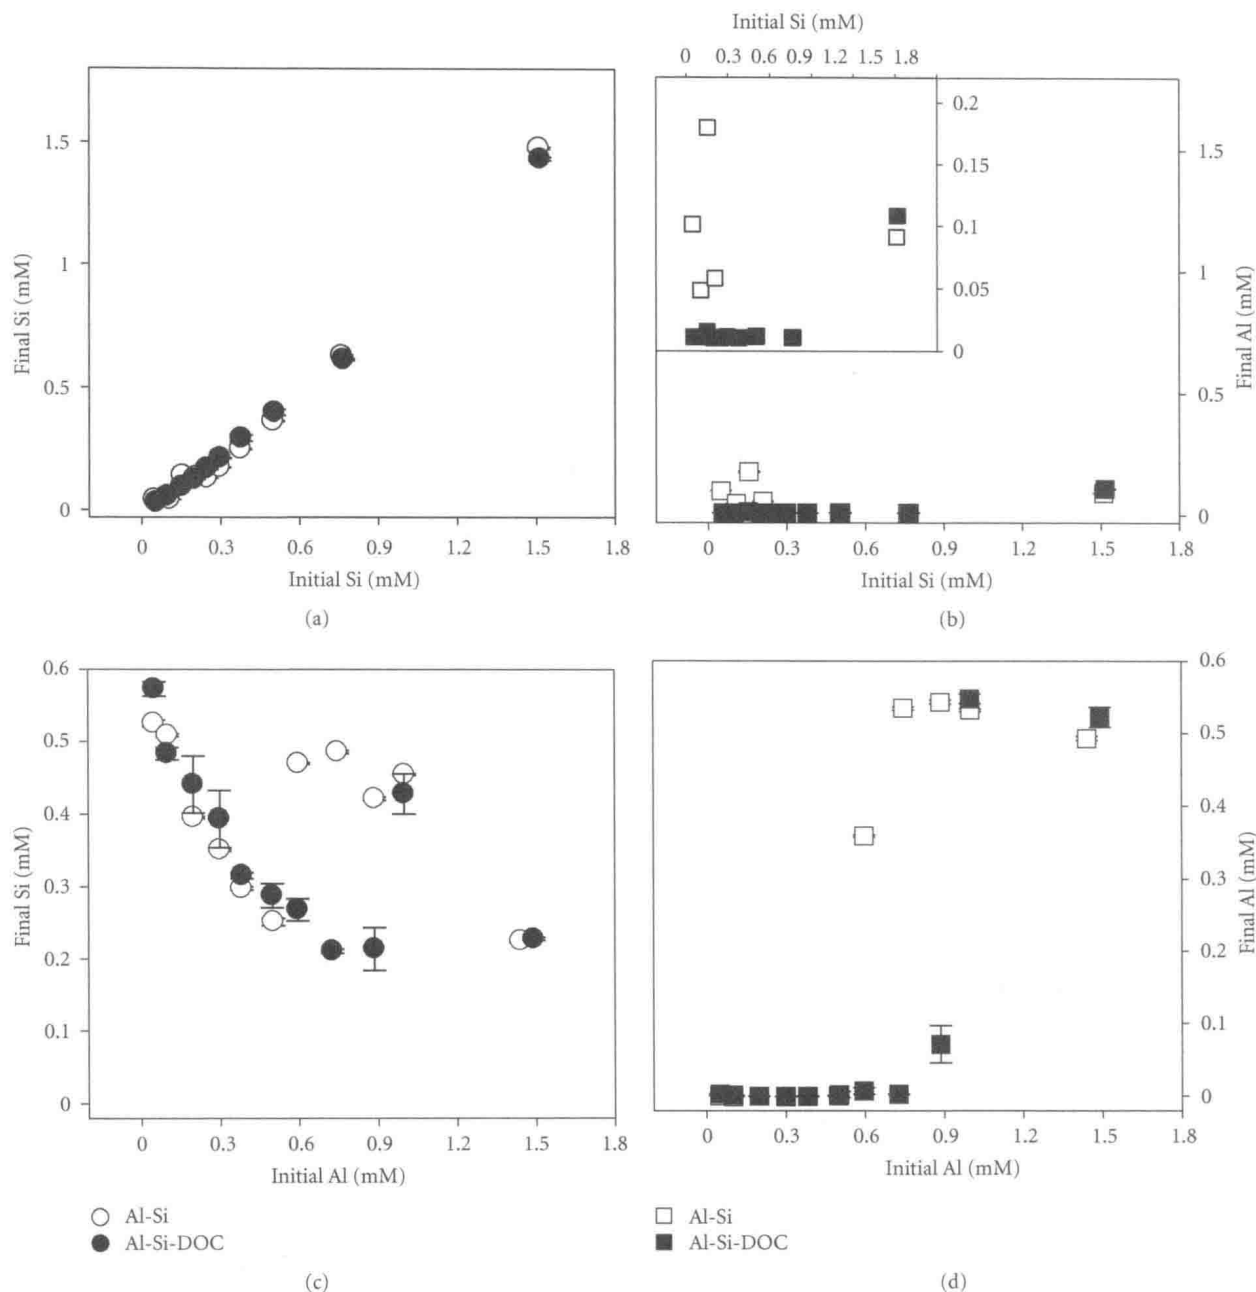 1.5
1
0.5
0
Final Si (mM)
0 0.3 0.6 0.9 1.2 1.5 1.8
Initial Si (mM)
(a)
Initial Si (mM)
0 0.3 0.6 0.9 1.2 1.5 1.8
0.2
0.15
0.1
0.05
0
1.5
1
0.5
0
Final Al (mM)
0 0.3 0.6 0.9 1.2 1.5 1.8
Initial Si (mM)
(b)
0.6
0.5
0.4
0.3
0.2
0.1
0
Final Si (mM)
0 0.3 0.6 0.9 1.2 1.5 1.8
Initial Al (mM)
Al-Si
Al-Si-DOC
(c)
0.6
0.5
0.4
0.3
0.2
0.1
0
Final Al (mM)
0 0.3 0.6 0.9 1.2 1.5 1.8
Initial Al (mM)
Al-Si
Al-Si-DOC
(d)